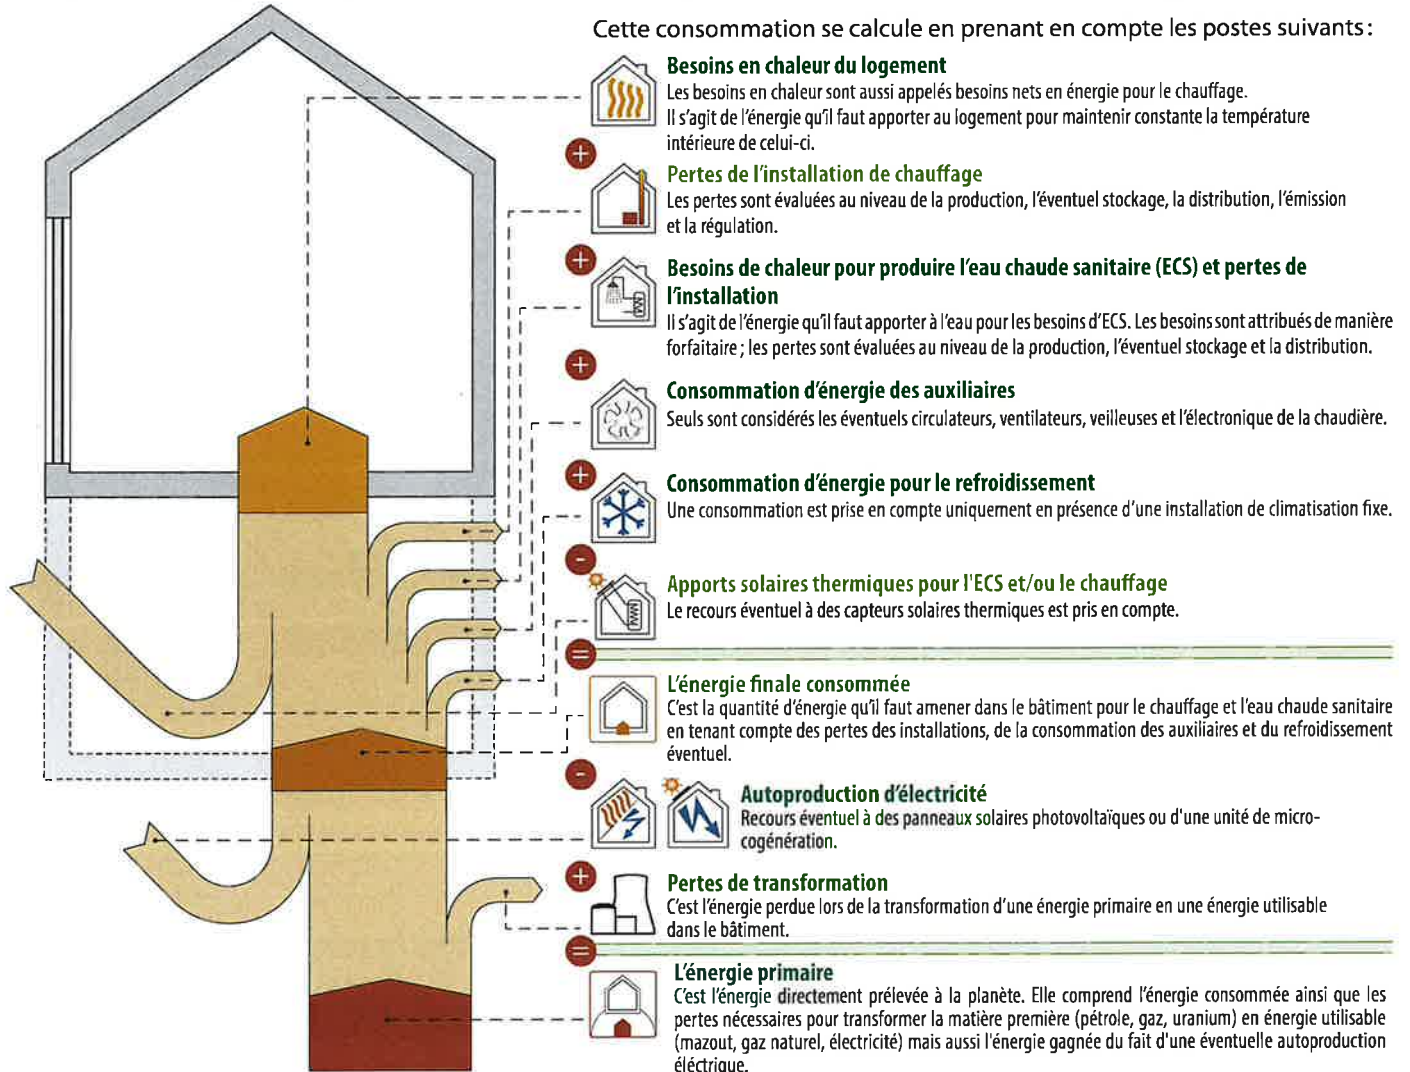 Cette consommation se calcule en prenant en compte les postes suivants :
Besoins en chaleur du logement
Les besoins en chaleur sont aussi appelés besoins nets en énergie pour le chauffage.
Il s'agit de l'énergie qu'il faut apporter au logement pour maintenir constante la température
intérieure de celui-ci.
+
Pertes de l'installation de chauffage
Les pertes sont évaluées au niveau de la production, l'éventuel stockage, la distribution, l'émission
et la régulation.
+
Besoins de chaleur pour produire l'eau chaude sanitaire (ECS) et pertes de
l'installation
Il s'agit de l'énergie qu'il faut apporter à l'eau pour les besoins d'ECS. Les besoins sont attribués de manière
forfaitaire ; les pertes sont évaluées au niveau de la production, l'éventuel stockage et la distribution.
+
Consommation d'énergie des auxiliaires
Seuls sont considérés les éventuels circulateurs, ventilateurs, veilleuses et l'électronique de la chaudière.
+
Consommation d'énergie pour le refroidissement
Une consommation est prise en compte uniquement en présence d'une installation de climatisation fixe.
-
Apports solaires thermiques pour l'ECS et/ou le chauffage
Le recours éventuel à des capteurs solaires thermiques est pris en compte.
=
L'énergie finale consommée
C'est la quantité d'énergie qu'il faut amener dans le bâtiment pour le chauffage et l'eau chaude sanitaire
en tenant compte des pertes des installations, de la consommation des auxiliaires et du refroidissement
éventuel.
-
Autoproduction d'électricité
Recours éventuel à des panneaux solaires photovoltaïques ou d'une unité de micro-
cogénération.
+
Pertes de transformation
C'est l'énergie perdue lors de la transformation d'une énergie primaire en une énergie utilisable
dans le bâtiment.
=
L'énergie primaire
C'est l'énergie directement prélevée à la planète. Elle comprend l'énergie consommée ainsi que les
pertes nécessaires pour transformer la matière première (pétrole, gaz, uranium) en énergie utilisable
(mazout, gaz naturel, électricité) mais aussi l'énergie gagnée du fait d'une éventuelle autoproduction
éléctrique.